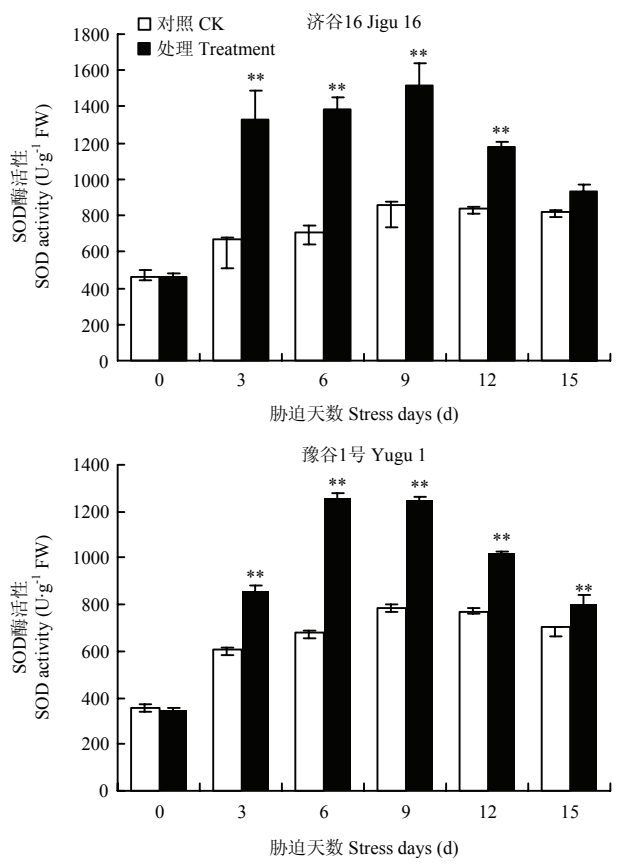 济谷16 Jigu 16
对照 CK
处理 Treatment
1800
1600
1400
1200
1000
800
600
400
200
0
SOD酶活性
SOD activity (U·g-1 FW)
** ** ** **
0 3 6 9 12 15
胁迫天数 Stress days (d)
豫谷1号 Yugu 1
1400
1200
1000
800
600
400
200
0
SOD酶活性
SOD activity (U·g-1 FW)
** ** ** ** **
0 3 6 9 12 15
胁迫天数 Stress days (d)